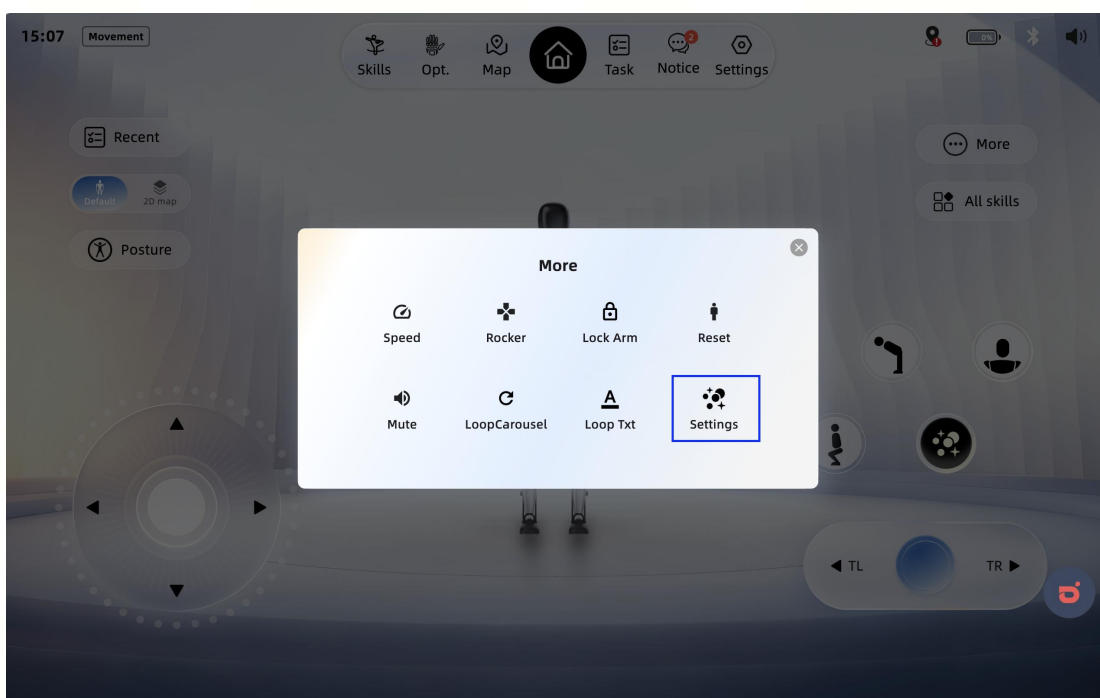 15:07 Movement
Skills Opt. Map Task Notice 2 Settings
0%
Recent
More
Default 2D map
All skills
Posture
More
Speed Rocker Lock Arm Reset
Mute LoopCarousel Loop Txt Settings
TL TR